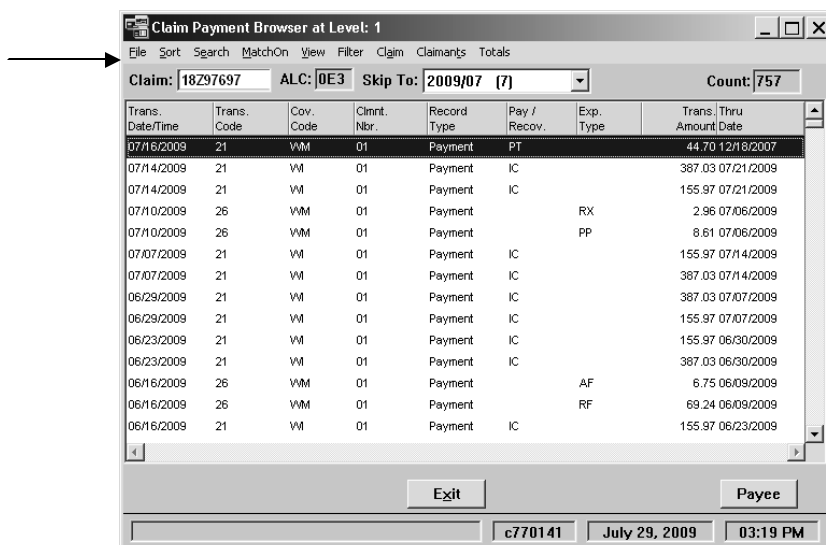 Claim Payment Browser at Level: 1
File Sort Search MatchOn View Filter Claim Claimants Totals
Claim: 18Z97697 ALC: 0E3 Skip To: 2009/07 (7) Count: 757
Trans. Date/Time Trans. Code Cov. Code Clmnt. Nbr. Record Type Pay / Recov. Exp. Type Trans. Amount Thru Date
07/16/2009 21 WM 01 Payment PT 44.70 12/18/2007
07/14/2009 21 WI 01 Payment IC 387.03 07/21/2009
07/14/2009 21 WI 01 Payment IC 155.97 07/21/2009
07/10/2009 26 WM 01 Payment RX 2.96 07/06/2009
07/10/2009 26 WM 01 Payment PP 8.61 07/06/2009
07/07/2009 21 WI 01 Payment IC 155.97 07/14/2009
07/07/2009 21 WI 01 Payment IC 387.03 07/14/2009
06/29/2009 21 WI 01 Payment IC 387.03 07/07/2009
06/29/2009 21 WI 01 Payment IC 155.97 07/07/2009
06/23/2009 21 WI 01 Payment IC 155.97 06/30/2009
06/23/2009 21 WI 01 Payment IC 387.03 06/30/2009
06/16/2009 26 WM 01 Payment AF 6.75 06/09/2009
06/16/2009 26 WM 01 Payment RF 69.24 06/09/2009
06/16/2009 21 WI 01 Payment IC 155.97 06/23/2009
Exit Payee
c770141 July 29, 2009 03:19 PM